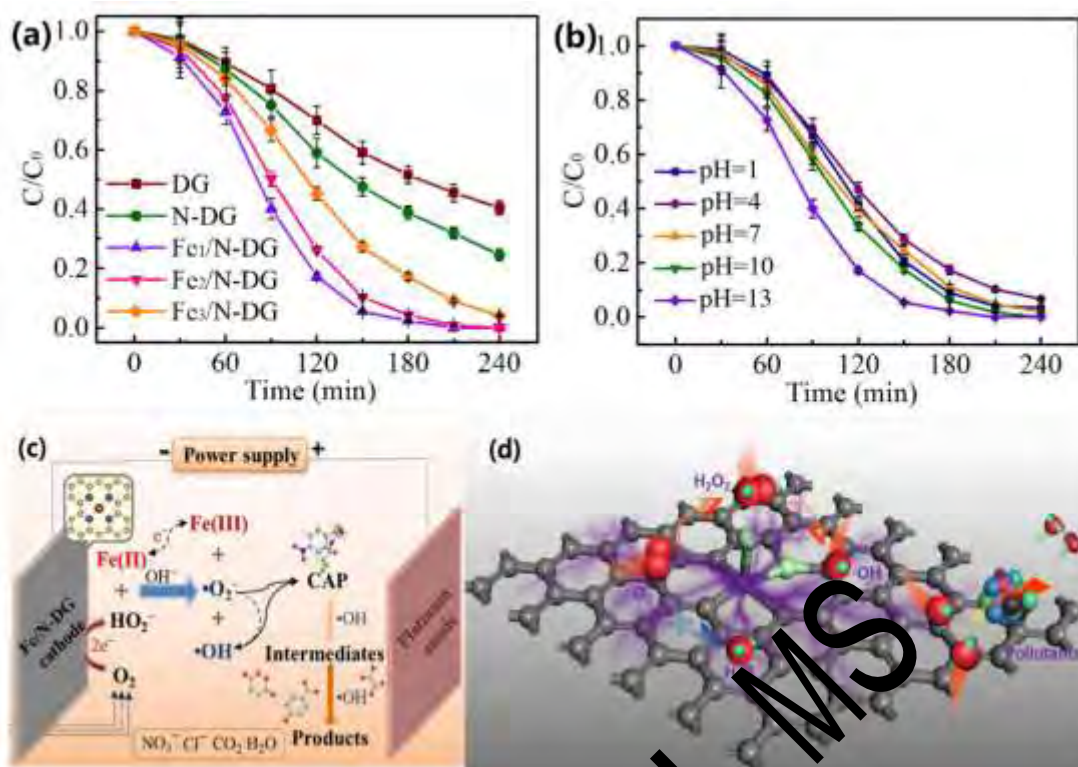 (a)
1.0
0.8
0.6
0.4
0.2
0.0
C/C₀
DG
N-DG
Fe₁/N-DG
Fe₂/N-DG
Fe₃/N-DG
0 60 120 180 240
Time (min)
(b)
1.0
0.8
0.6
0.4
0.2
0.0
C/C₀
pH=1
pH=4
pH=7
pH=10
pH=13
0 60 120 180 240
Time (min)
(c)
- Power supply +
Fe/N-DG
cathode
Fe(III)
e⁻
Fe(II)
+
OH⁻
+
•O₂⁻
CAP
HO₂⁻
+
2e⁻
•OH
•OH
O₂
Intermediates
•OH
Products
NO₃⁻ Cl⁻ CO₂ H₂O
Platinum
anode
(d)
H₂O₂
·OH
Pollutants
MS